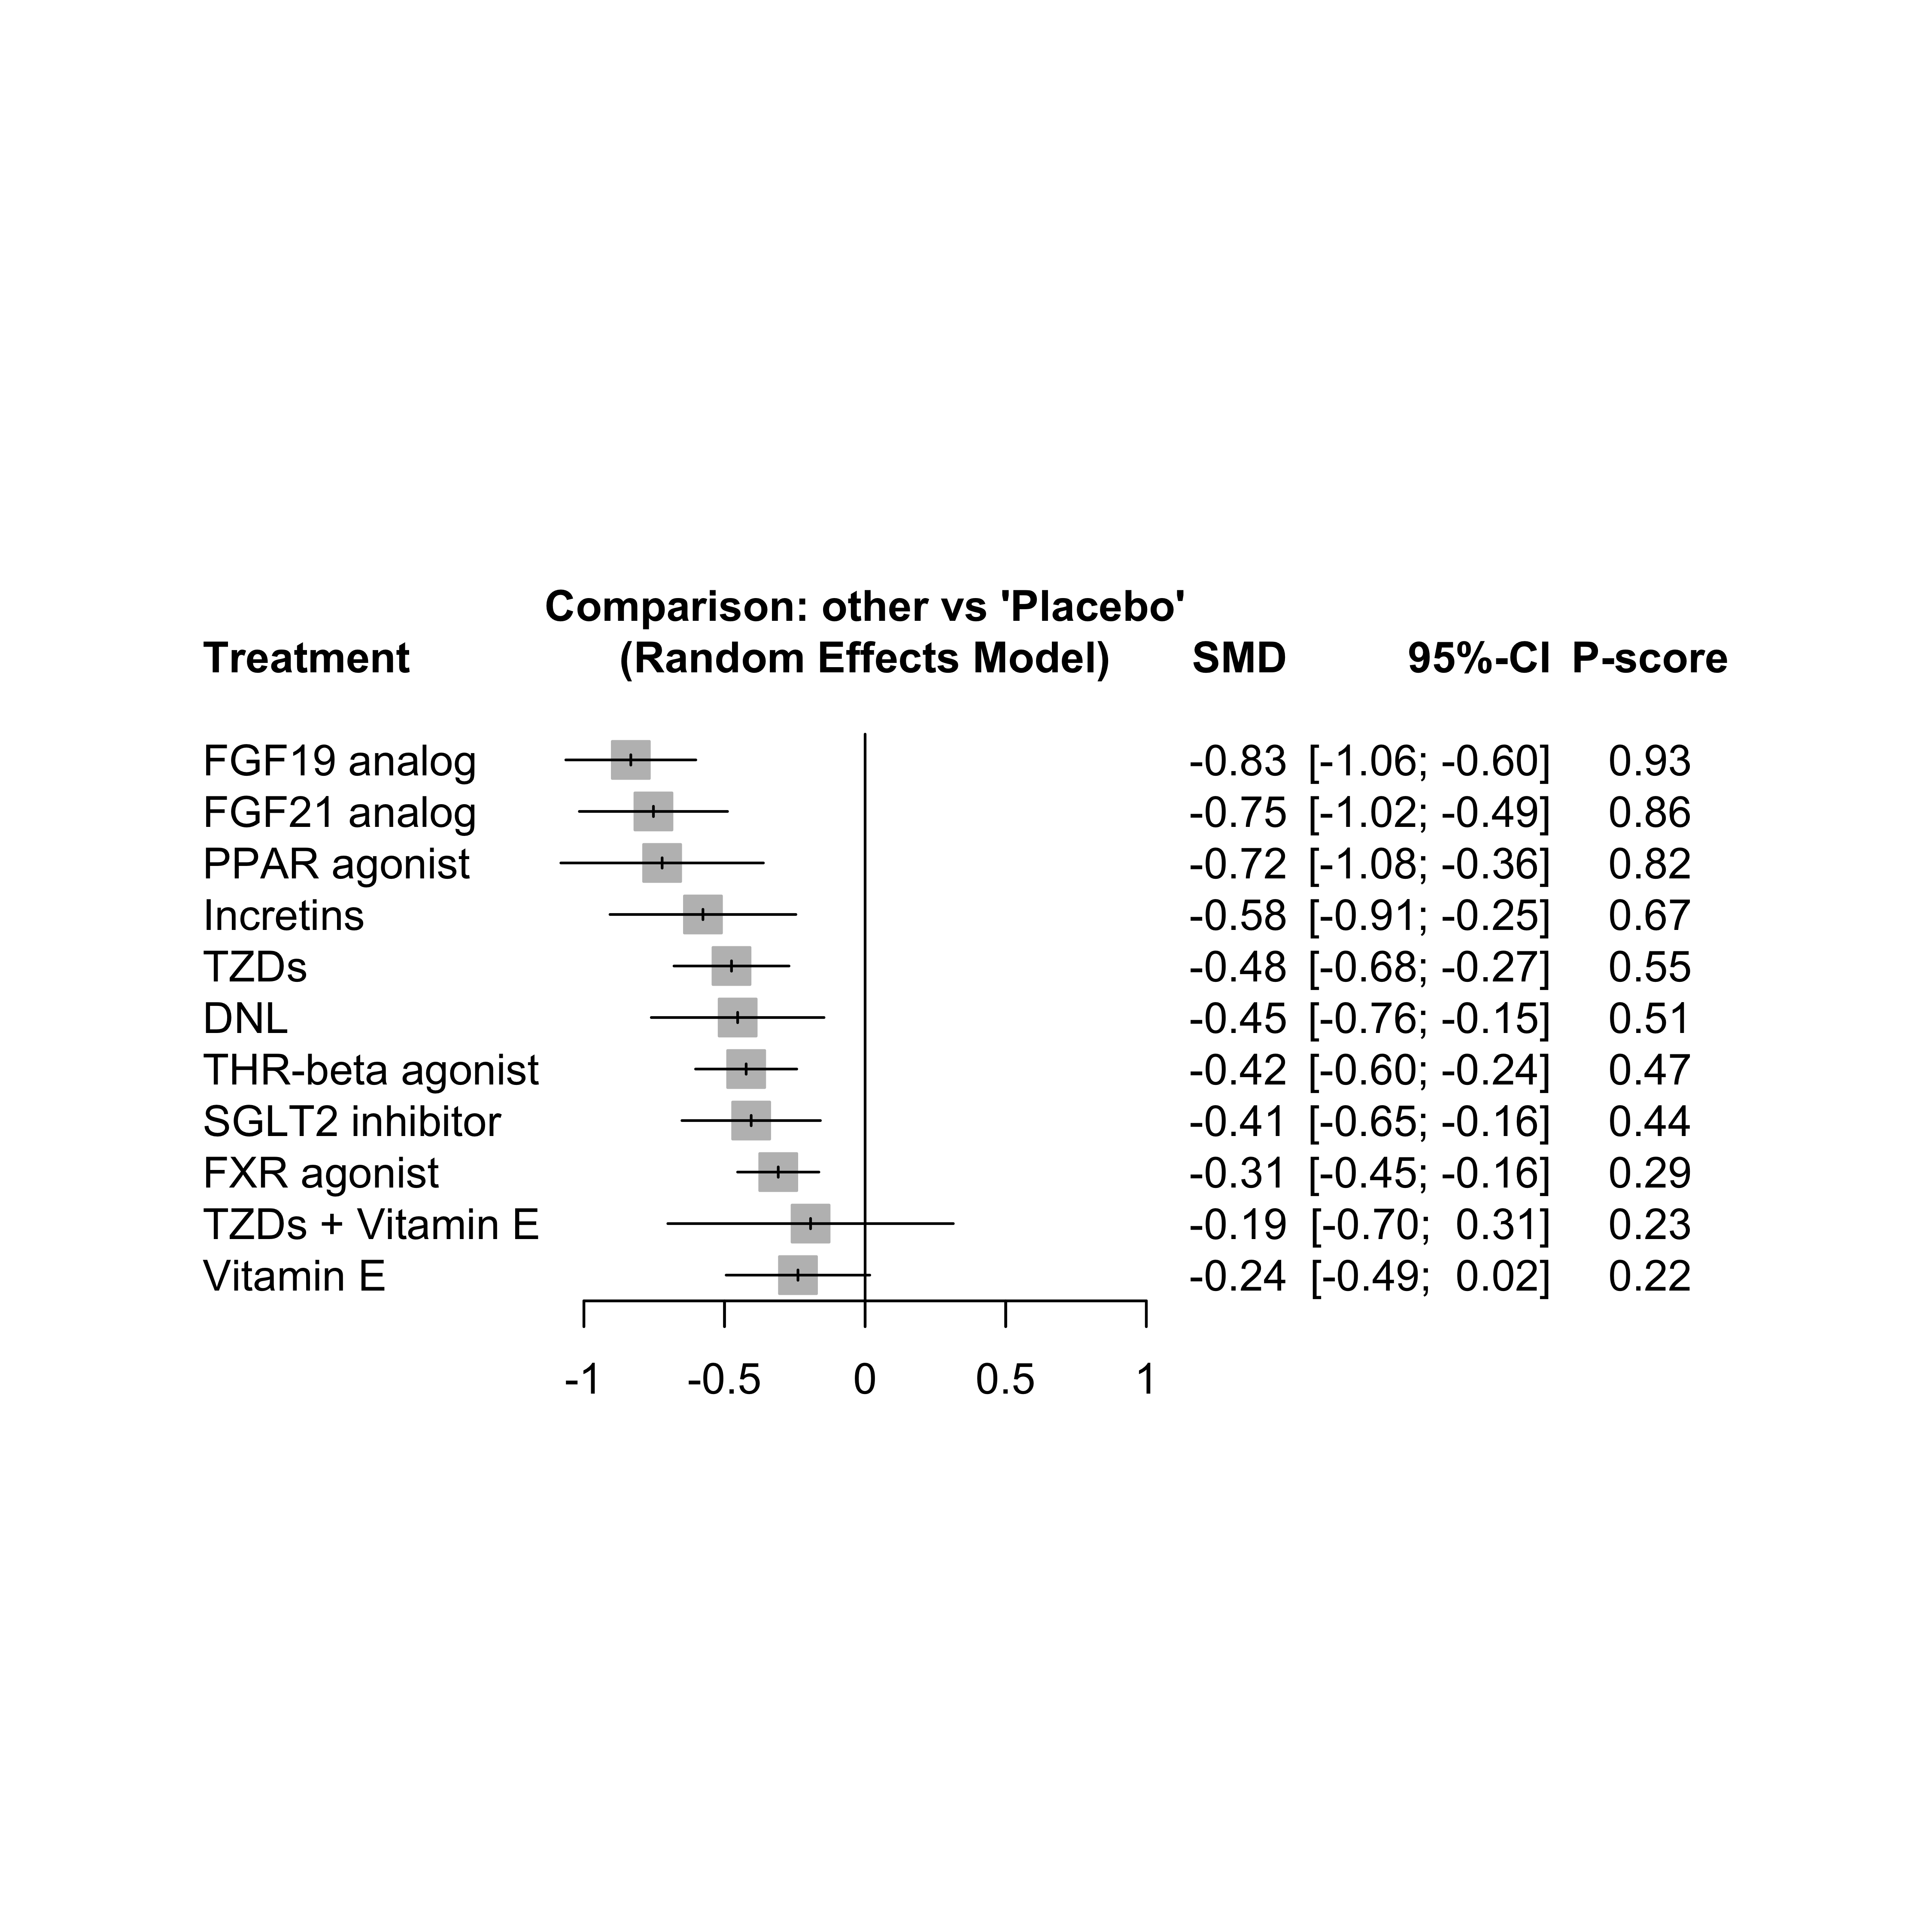 Comparison: other vs 'Placebo'
Treatment (Random Effects Model) SMD 95%-CI P-score
FGF19 analog -0.83 [-1.06; -0.60] 0.93
FGF21 analog -0.75 [-1.02; -0.49] 0.86
PPAR agonist -0.72 [-1.08; -0.36] 0.82
Incretins -0.58 [-0.91; -0.25] 0.67
TZDs -0.48 [-0.68; -0.27] 0.55
DNL -0.45 [-0.76; -0.15] 0.51
THR-beta agonist -0.42 [-0.60; -0.24] 0.47
SGLT2 inhibitor -0.41 [-0.65; -0.16] 0.44
FXR agonist -0.31 [-0.45; -0.16] 0.29
TZDs + Vitamin E -0.19 [-0.70; 0.31] 0.23
Vitamin E -0.24 [-0.49; 0.02] 0.22
-1 -0.5 0 0.5 1